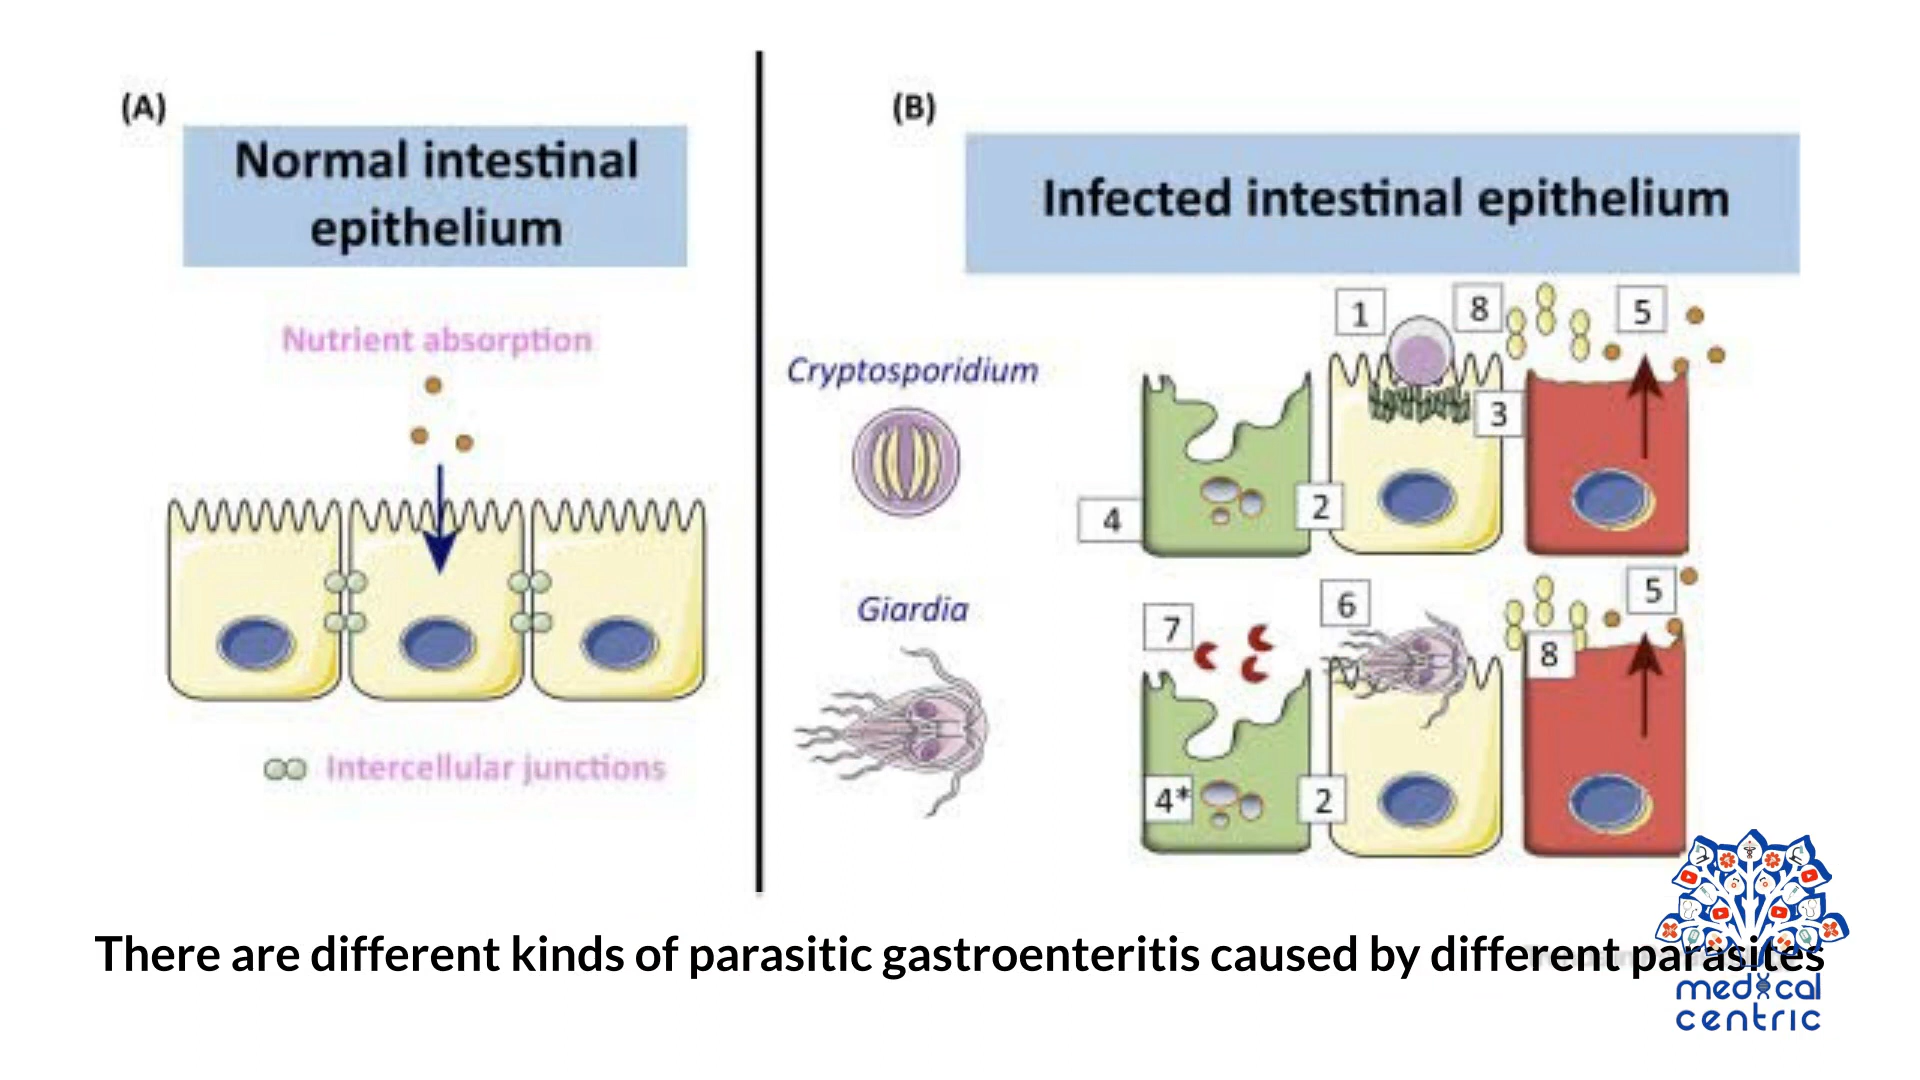 (A)
Normal intestinal
epithelium
Nutrient absorption
Intercellular junctions
(B)
Infected intestinal epithelium
Cryptosporidium
1
8
5
3
4
2
Giardia
7
6
5
8
4*
2
There are different kinds of parasitic gastroenteritis caused by different parasites
medical
centric